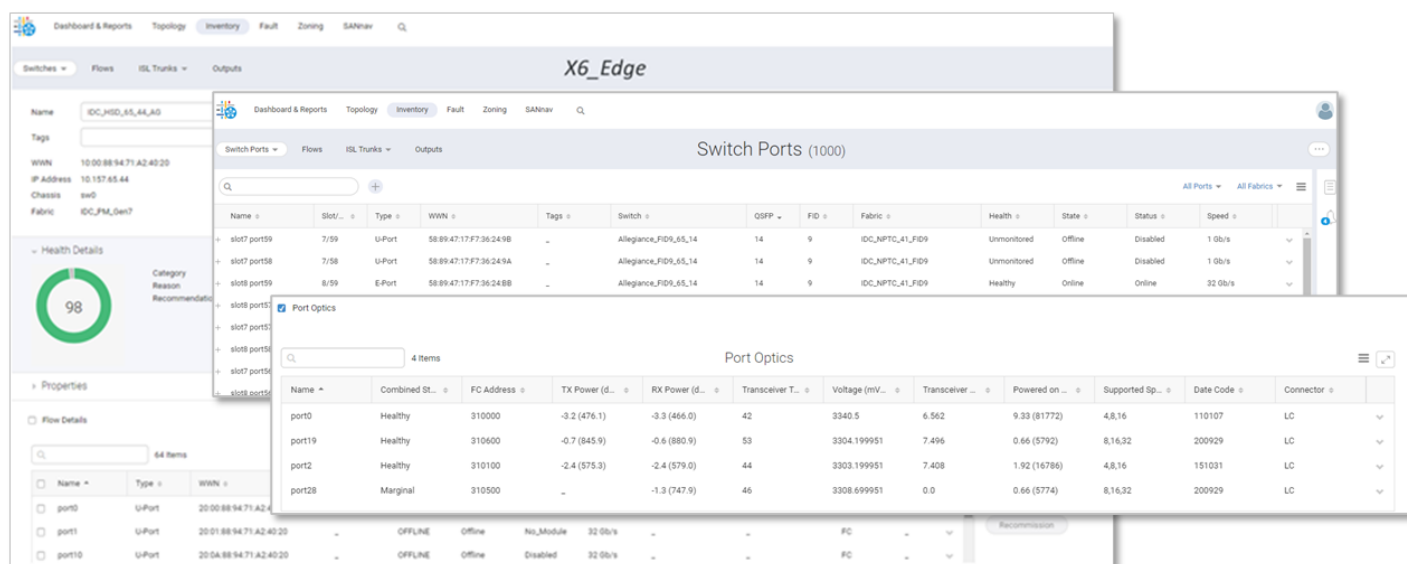 Dashboard & Reports Topology Inventory Fault Zoning SANnav
Switches Flows ISL Trunks Outputs X6_Edge
Name IDC_HSD_65_44_AG
Tags
WWN 10:00:88:94:71:A2:40:20
IP Address 10.157.65.44
Chassis sw0
Fabric IDC_PM_Gen7
Health Details
98
Category
Reason
Recommendatio
Properties
Flow Details
64 Items
Name Type WWN
port0 U-Port 20:00:88:94:71:A2:4
port1 U-Port 20:01:88:94:71:A2:40:20 _ OFFLINE Offline No_Module 32 Gb/s _ _ FC _
port10 U-Port 20:0A:88:94:71:A2:40:20 _ OFFLINE Offline Disabled 32 Gb/s _ _ FC _
Recommission
Dashboard & Reports Topology Inventory Fault Zoning SANnav
Switch Ports Flows ISL Trunks Outputs Switch Ports (1000)
All Ports All Fabrics
Name Slot/... Type WWN Tags Switch QSFP FID Fabric Health State Status Speed
slot7 port59 7/59 U-Port 58:89:47:17:F7:36:24:9B _ Allegiance_FID9_65_14 14 9 IDC_NPTC_41_FID9 Unmonitored Offline Disabled 1 Gb/s
slot7 port58 7/58 U-Port 58:89:47:17:F7:36:24:9A _ Allegiance_FID9_65_14 14 9 IDC_NPTC_41_FID9 Unmonitored Offline Disabled 1 Gb/s
slot8 port59 8/59 E-Port 58:89:47:17:F7:36:24:BB _ Allegiance_FID9_65_14 14 9 IDC_NPTC_41_FID9 Healthy Online Online 32 Gb/s
slot8 port57
slot7 port57
slot8 port56
slot7 port56
Port Optics
4 Items Port Optics
Name Combined St... FC Address TX Power (d... RX Power (d... Transceiver T... Voltage (mV... Transceiver ... Powered on ... Supported Sp... Date Code Connector
port0 Healthy 310000 -3.2 (476.1) -3.3 (466.0) 42 3340.5 6.562 9.33 (81772) 4,8,16 110107 LC
port19 Healthy 310600 -0.7 (845.9) -0.6 (880.9) 53 3304.199951 7.496 0.66 (5792) 8,16,32 200929 LC
port2 Healthy 310100 -2.4 (575.3) -2.4 (579.0) 44 3303.199951 7.408 1.92 (16786) 4,8,16 151031 LC
port28 Marginal 310500 _ -1.3 (747.9) 46 3308.699951 0.0 0.66 (5774) 8,16,32 200929 LC